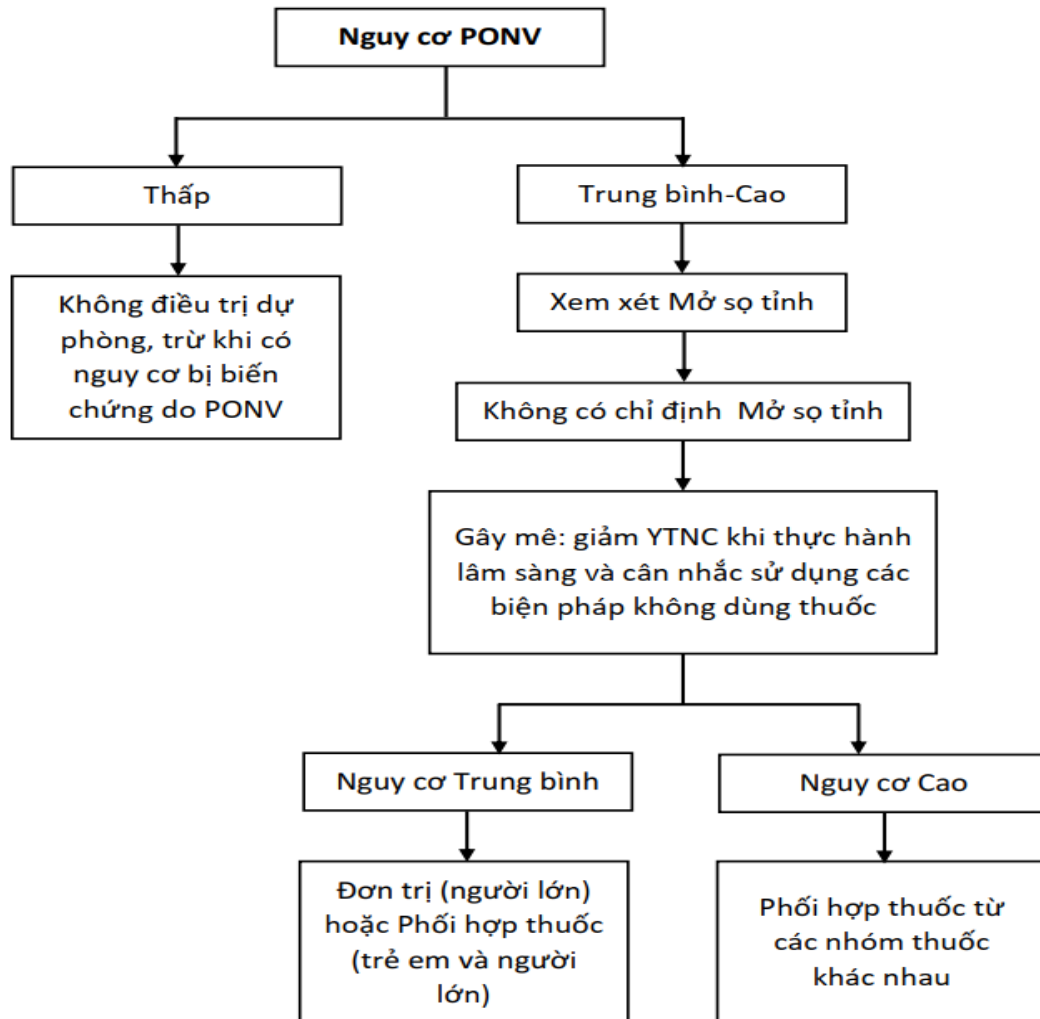 Nguy cơ PONV
Thấp
Trung bình-Cao
Không điều trị dự
phòng, trừ khi có
nguy cơ bị biến
chứng do PONV
Xem xét Mở sọ tỉnh
Không có chỉ định Mở sọ tỉnh
Gây mê: giảm YTNC khi thực hành
lâm sàng và cân nhắc sử dụng các
biện pháp không dùng thuốc
Nguy cơ Trung bình
Nguy cơ Cao
Đơn trị (người lớn)
hoặc Phối hợp thuốc
(trẻ em và người
lớn)
Phối hợp thuốc từ
các nhóm thuốc
khác nhau